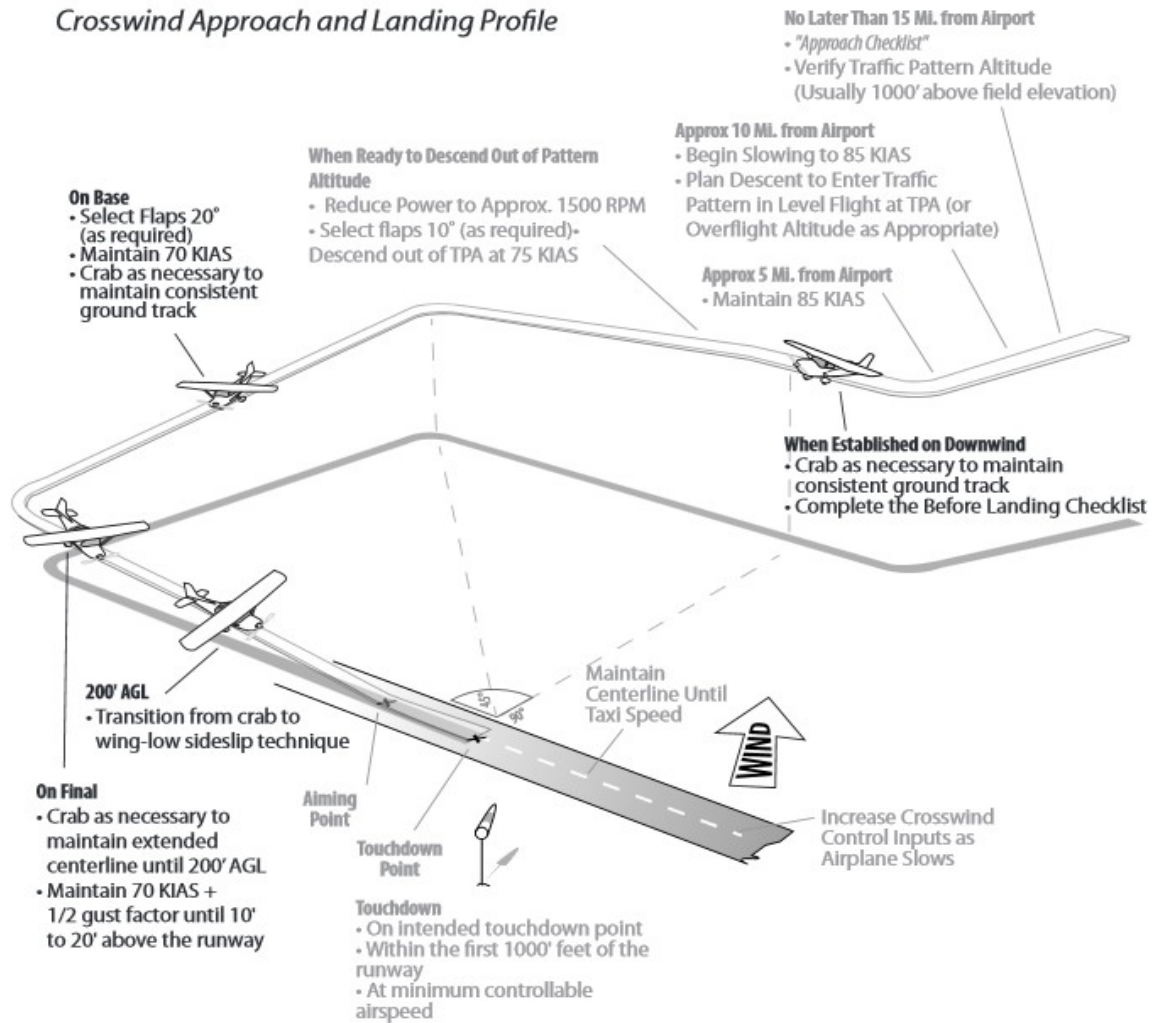 Crosswind Approach and Landing Profile
No Later Than 15 Mi. from Airport
• "Approach Checklist"
• Verify Traffic Pattern Altitude
(Usually 1000' above field elevation)
Approx 10 Mi. from Airport
• Begin Slowing to 85 KIAS
• Plan Descent to Enter Traffic
Pattern in Level Flight at TPA (or
Overflight Altitude as Appropriate)
Approx 5 Mi. from Airport
• Maintain 85 KIAS
When Ready to Descend Out of Pattern
Altitude
• Reduce Power to Approx. 1500 RPM
• Select flaps 10° (as required)•
Descend out of TPA at 75 KIAS
On Base
• Select Flaps 20°
(as required)
• Maintain 70 KIAS
• Crab as necessary to
maintain consistent
ground track
When Established on Downwind
• Crab as necessary to maintain
consistent ground track
• Complete the Before Landing Checklist
200' AGL
• Transition from crab to
wing-low sideslip technique
On Final
• Crab as necessary to
maintain extended
centerline until 200' AGL
• Maintain 70 KIAS +
1/2 gust factor until 10'
to 20' above the runway
45°
90°
Maintain
Centerline Until
Taxi Speed
WIND
Aiming
Point
Touchdown
Point
Increase Crosswind
Control Inputs as
Airplane Slows
Touchdown
• On intended touchdown point
• Within the first 1000' feet of the
runway
• At minimum controllable
airspeed